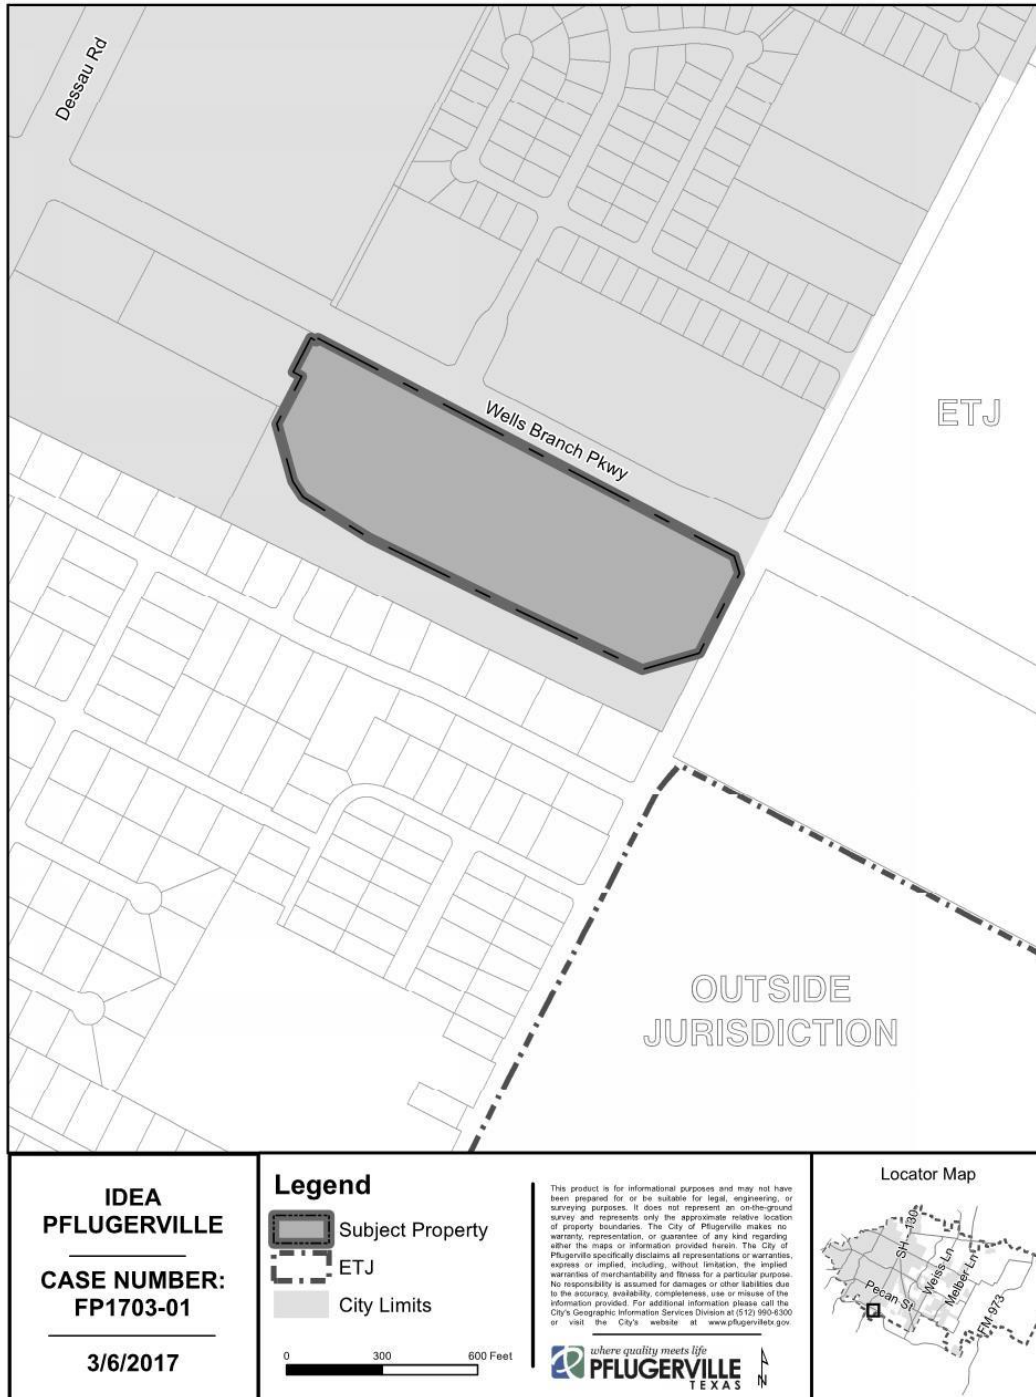 Dessau Rd
Wells Branch Pkwy
ETJ
OUTSIDE
JURISDICTION
IDEA
PFLUGERVILLE
CASE NUMBER:
FP1703-01
3/6/2017
Legend
Subject Property
ETJ
City Limits
0 300 600 Feet
This product is for informational purposes and may not have
been prepared for or be suitable for legal, engineering, or
surveying purposes. It does not represent an on-the-ground
survey and represents only the approximate relative location
of property boundaries. The City of Pflugerville makes no
warranty, representation, or guarantee of any kind regarding
either the maps or information provided herein. The City of
Pflugerville specifically disclaims all representations or warranties,
express or implied, including, without limitation, the implied
warranties of merchantability and fitness for a particular purpose.
No responsibility is assumed for damages or other liabilities due
to the accuracy, availability, completeness, use or misuse of the
information provided. For additional information please call the
City's Geographic Information Services Division at (512) 990-6300
or visit the City's website at www.pflugervilletx.gov
where quality meets life
PFLUGERVILLE
TEXAS
N
Locator Map
SH - 130
Weiss Ln
Melber Ln
Pecan St
FM 973